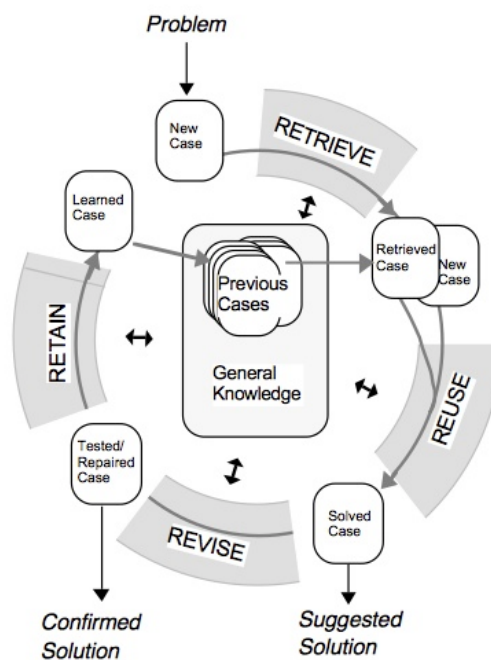 Problem
New
Case
RETRIEVE
Learned
Case
Retrieved
Case
New
Case
Previous
Cases
General
Knowledge
RETAIN
REUSE
Tested/
Repaired
Case
REVISE
Solved
Case
Confirmed
Solution
Suggested
Solution